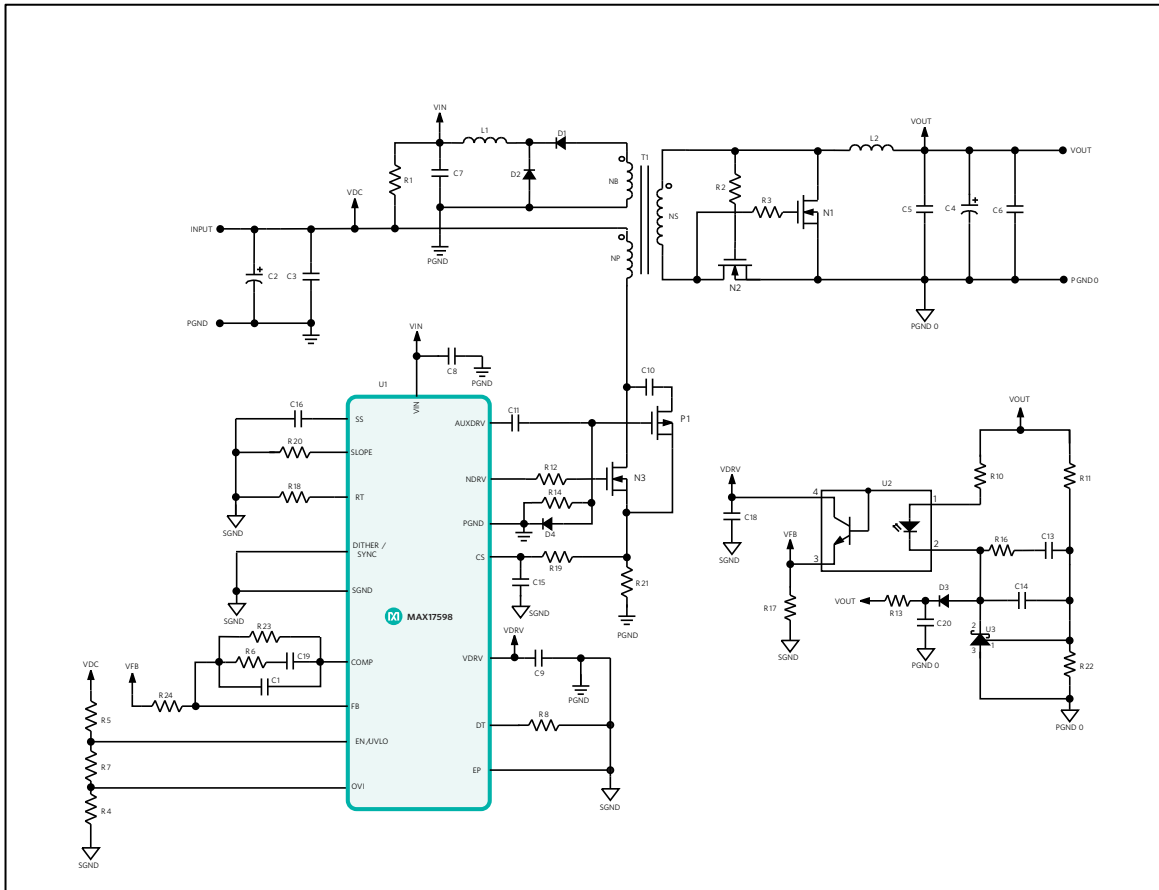 VIN
L1
D1
T1
VOUT
L2
VOUT
R1
C7
D2
NB
NS
R2
R3
N1
C5
C4
+
C6
VDC
INPUT
PGND
NP
N2
PGND0
C2
+
C3
PGND 0
PGND
VIN
C8
PGND
C10
U1
VIN
P1
C16
SS
AUXDRV
C11
R20
SLOPE
NDRV
R12
N3
R18
RT
R14
SGND
PGND
D4
DITHER /
SYNC
CS
R19
R21
C15
SGND
SGND
PGND
SGND
MAX17598
VDRV
R23
R6
C19
COMP
VDRV
C9
C1
PGND
VDC
VFB
R24
FB
R5
DT
R8
EN/UVLO
R7
EP
OVI
R4
SGND
SGND
VOUT
VDRV
U2
R10
R11
4
1
C18
VFB
SGND
3
2
R16
C13
R17
VOUT
R13
D3
C14
C20
2
U3
3
1
SGND
PGND 0
R22
PGND 0